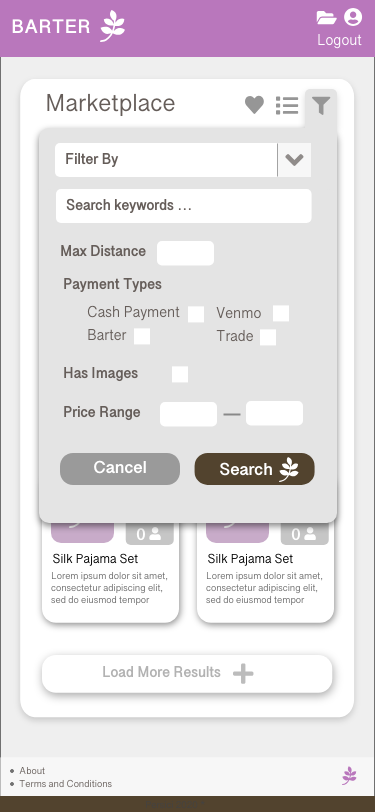 BARTER
Logout
Marketplace
Filter By
Search keywords ...
Max Distance
Payment Types
Cash Payment Venmo
Barter Trade
Has Images
Price Range —
Cancel Search
0 0
Silk Pajama Set Silk Pajama Set
Lorem ipsum dolor sit amet, Lorem ipsum dolor sit amet,
consectetur adipiscing elit, consectetur adipiscing elit,
sed do eiusmod tempor sed do eiusmod tempor
Load More Results
• About
• Terms and Conditions